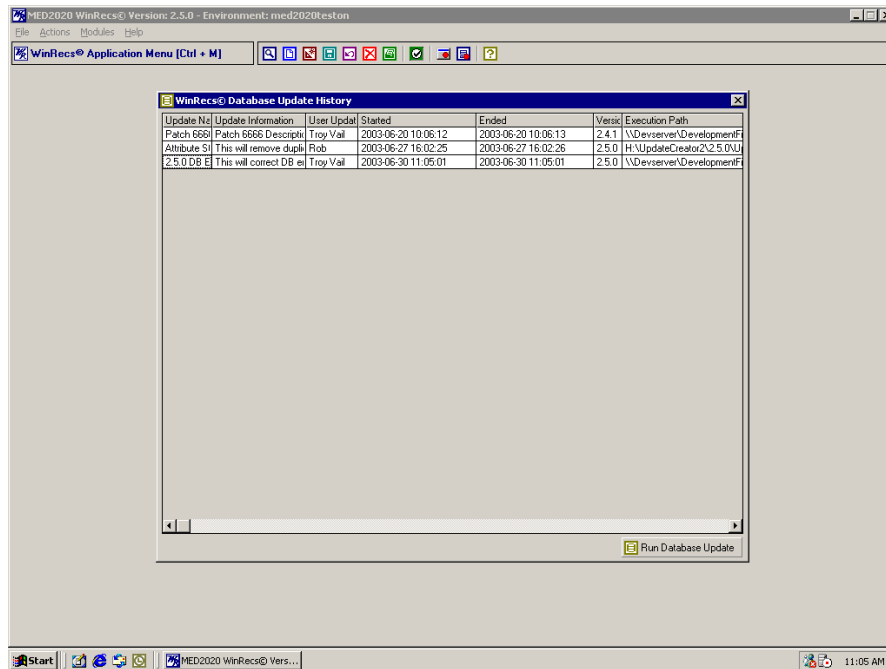 MED2020 WinRecs© Version: 2.5.0 - Environment: med2020teston
File Actions Modules Help
WinRecs© Application Menu [Ctrl + M]
WinRecs© Database Update History
Update Na Update Information User Updat Started Ended Versic Execution Path
Patch 666 Patch 6666 Descriptic Troy Vail 2003-06-20 10:06:12 2003-06-20 10:06:13 2.4.1 \\Devserver\DevelopmentFi
Attribute S This will remove dupli Rob 2003-06-27 16:02:25 2003-06-27 16:02:26 2.5.0 H:\UpdateCreator2\2.5.0\U
2.5.0 DB E This will correct DB e Troy Vail 2003-06-30 11:05:01 2003-06-30 11:05:01 2.5.0 \\Devserver\DevelopmentFi
Run Database Update
Start MED2020 WinRecs© Vers... 11:05 AM